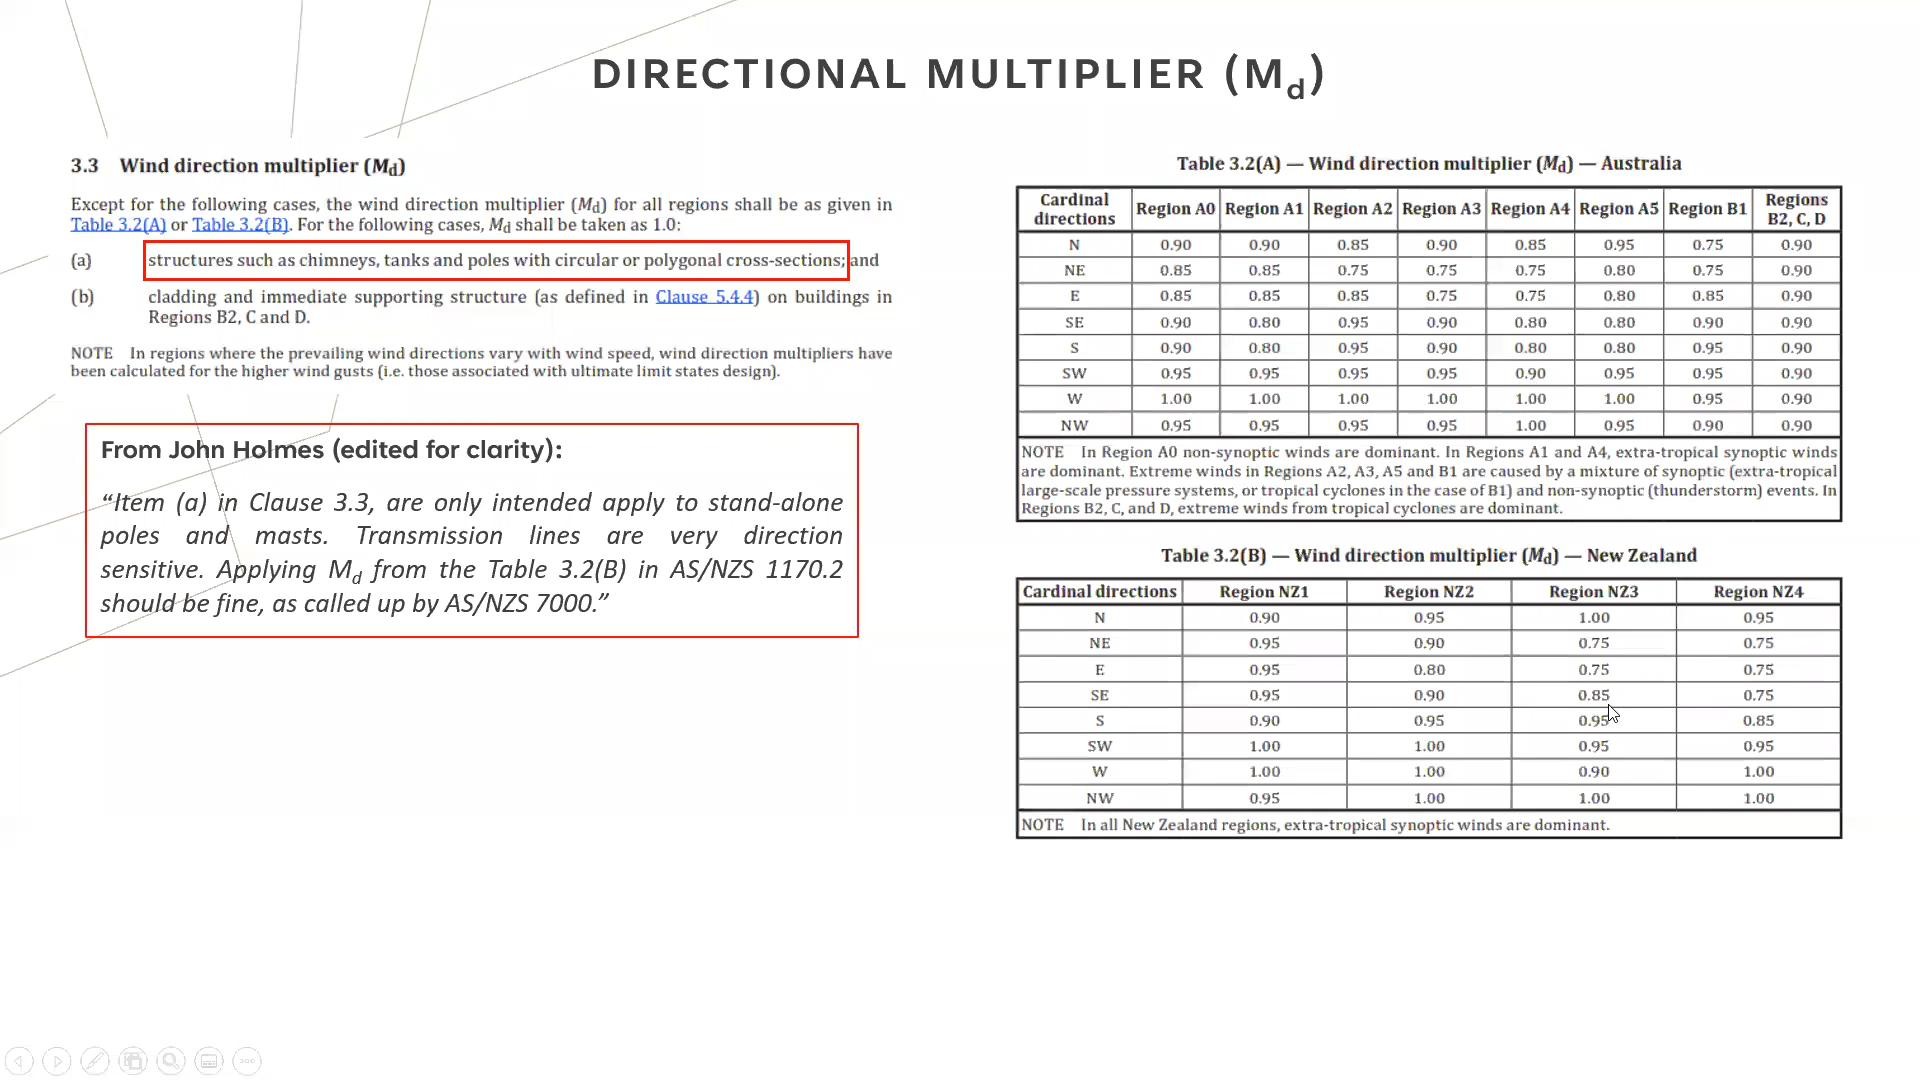 DIRECTIONAL MULTIPLIER (Md)
3.3 Wind direction multiplier (Md)
Except for the following cases, the wind direction multiplier (Md) for all regions shall be as given in
Table 3.2(A) or Table 3.2(B). For the following cases, Md shall be taken as 1.0:
(a) structures such as chimneys, tanks and poles with circular or polygonal cross-sections; and
(b) cladding and immediate supporting structure (as defined in Clause 5.4.4) on buildings in
Regions B2, C and D.
NOTE In regions where the prevailing wind directions vary with wind speed, wind direction multipliers have
been calculated for the higher wind gusts (i.e. those associated with ultimate limit states design).
From John Holmes (edited for clarity):
“Item (a) in Clause 3.3, are only intended apply to stand-alone
poles and masts. Transmission lines are very direction
sensitive. Applying Md from the Table 3.2(B) in AS/NZS 1170.2
should be fine, as called up by AS/NZS 7000.”
Table 3.2(A) — Wind direction multiplier (Md) — Australia
Cardinal directions Region A0 Region A1 Region A2 Region A3 Region A4 Region A5 Region B1 Regions B2, C, D
N 0.90 0.90 0.85 0.90 0.85 0.95 0.75 0.90
NE 0.85 0.85 0.75 0.75 0.75 0.80 0.75 0.90
E 0.85 0.85 0.85 0.75 0.75 0.80 0.85 0.90
SE 0.90 0.80 0.95 0.90 0.80 0.80 0.90 0.90
S 0.90 0.80 0.95 0.90 0.80 0.80 0.95 0.90
SW 0.95 0.95 0.95 0.95 0.90 0.95 0.95 0.90
W 1.00 1.00 1.00 1.00 1.00 1.00 0.95 0.90
NW 0.95 0.95 0.95 0.95 1.00 0.95 0.90 0.90
NOTE In Region A0 non-synoptic winds are dominant. In Regions A1 and A4, extra-tropical synoptic winds
are dominant. Extreme winds in Regions A2, A3, A5 and B1 are caused by a mixture of synoptic (extra-tropical
large-scale pressure systems, or tropical cyclones in the case of B1) and non-synoptic (thunderstorm) events. In
Regions B2, C, and D, extreme winds from tropical cyclones are dominant.
Table 3.2(B) — Wind direction multiplier (Md) — New Zealand
Cardinal directions Region NZ1 Region NZ2 Region NZ3 Region NZ4
N 0.90 0.95 1.00 0.95
NE 0.95 0.90 0.75 0.75
E 0.95 0.80 0.75 0.75
SE 0.95 0.90 0.85 0.75
S 0.90 0.95 0.95 0.85
SW 1.00 1.00 0.95 0.95
W 1.00 1.00 0.90 1.00
NW 0.95 1.00 1.00 1.00
NOTE In all New Zealand regions, extra-tropical synoptic winds are dominant.